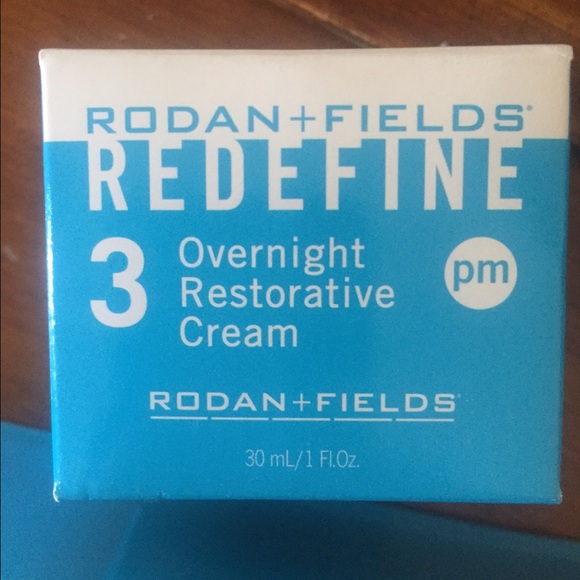 RODAN+FIELDS®
REDEFINE
3 Overnight Restorative Cream
pm
RODAN+FIELDS®
30 mL/1 Fl.Oz.